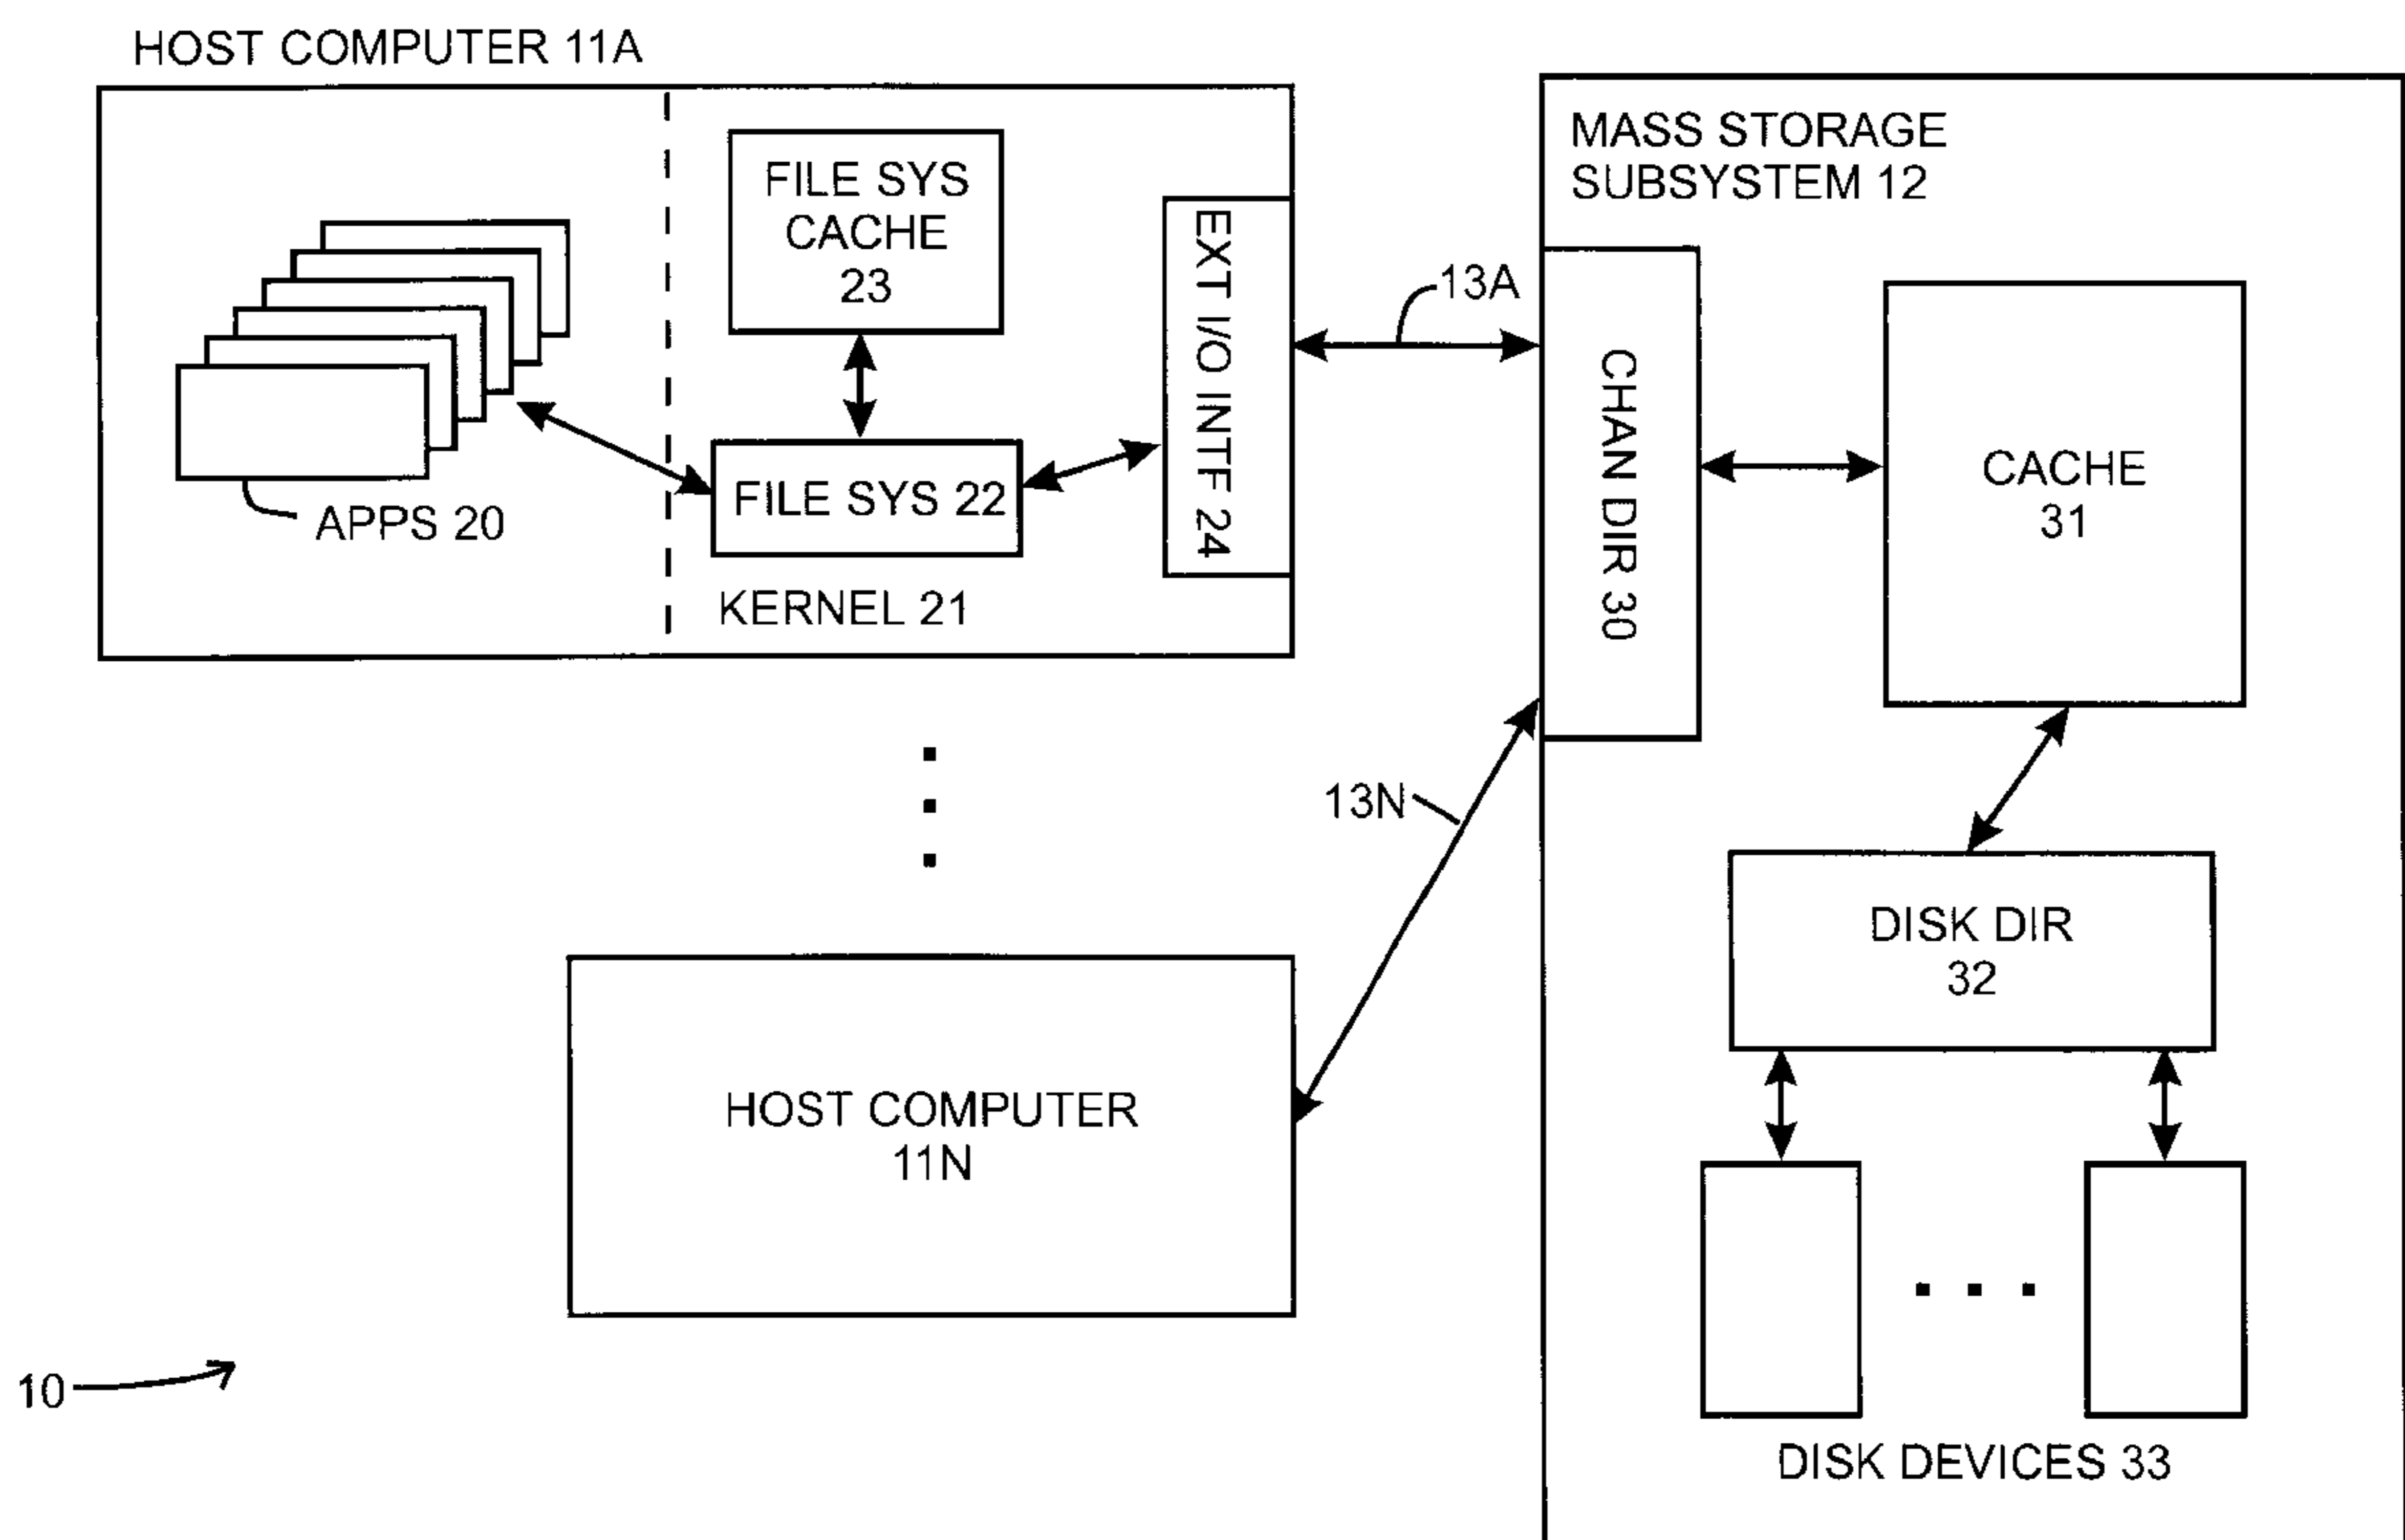 HOST COMPUTER 11A
FILE SYS
CACHE
23
FILE SYS 22
APPS 20
KERNEL 21
EXT I/O INTF 24
13A
MASS STORAGE
SUBSYSTEM 12
CHAN DIR 30
CACHE
31
13N
DISK DIR
32
HOST COMPUTER
11N
DISK DEVICES 33
10